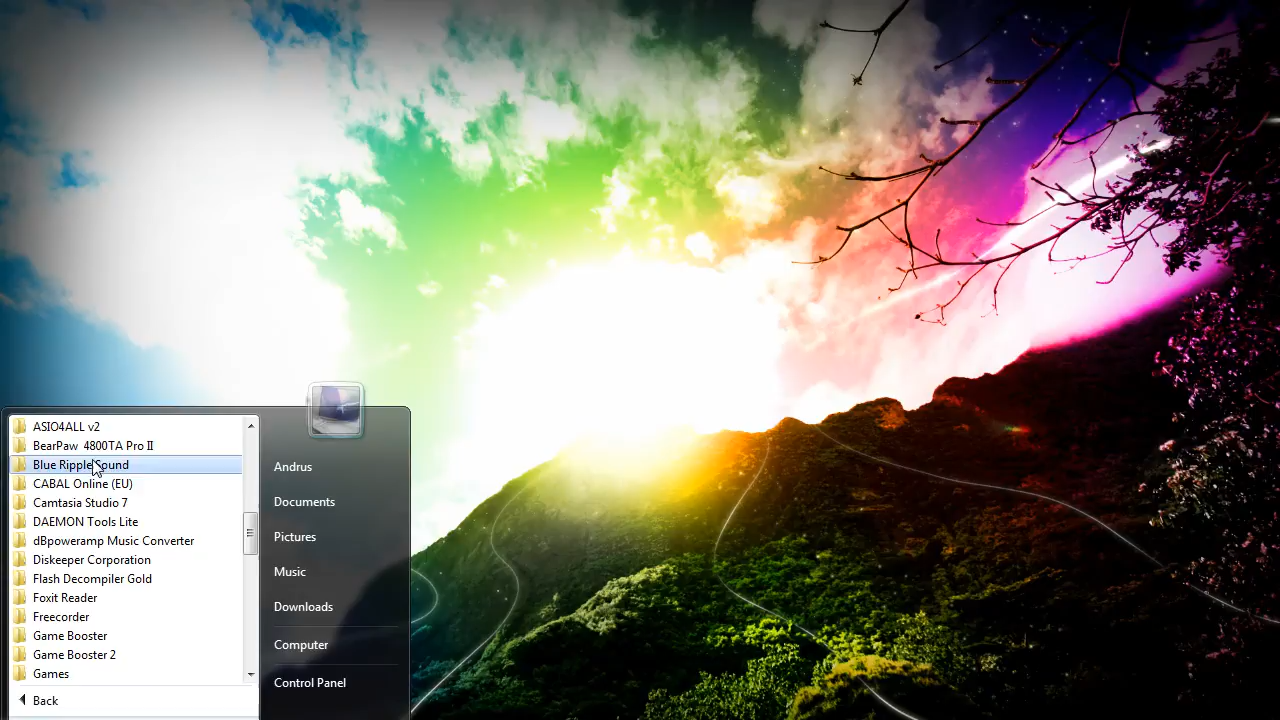 ASIO4ALL v2
BearPaw 4800TA Pro II
Blue Ripple Sound
CABAL Online (EU)
Camtasia Studio 7
DAEMON Tools Lite
dBpoweramp Music Converter
Diskeeper Corporation
Flash Decompiler Gold
Foxit Reader
Freecorder
Game Booster
Game Booster 2
Games
Back
Andrus
Documents
Pictures
Music
Downloads
Computer
Control Panel